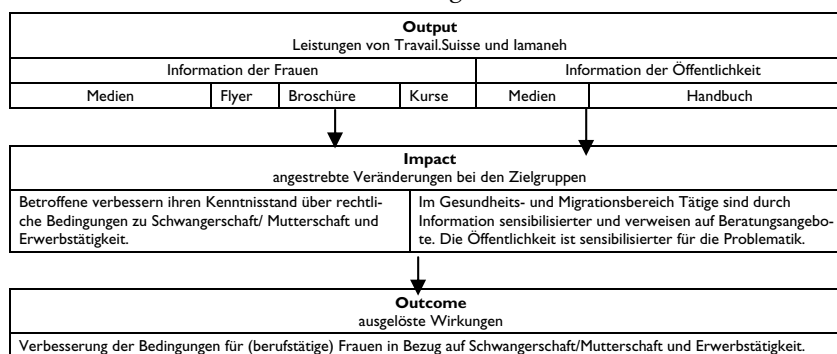 Output
Leistungen von Travail.Suisse und Iamaneh
Information der Frauen
Information der Öffentlichkeit
Medien
Flyer
Broschüre
Kurse
Medien
Handbuch
Impact
angestrebte Veränderungen bei den Zielgruppen
Betroffene verbessern ihren Kenntnisstand über rechtli-
che Bedingungen zu Schwangerschaft/ Mutterschaft und
Erwerbstätigkeit.
Im Gesundheits- und Migrationsbereich Tätige sind durch
Information sensibilisierter und verweisen auf Beratungsangebo-
te. Die Öffentlichkeit ist sensibilisierter für die Problematik.
Outcome
ausgelöste Wirkungen
Verbesserung der Bedingungen für (berufstätige) Frauen in Bezug auf Schwangerschaft/Mutterschaft und Erwerbstätigkeit.